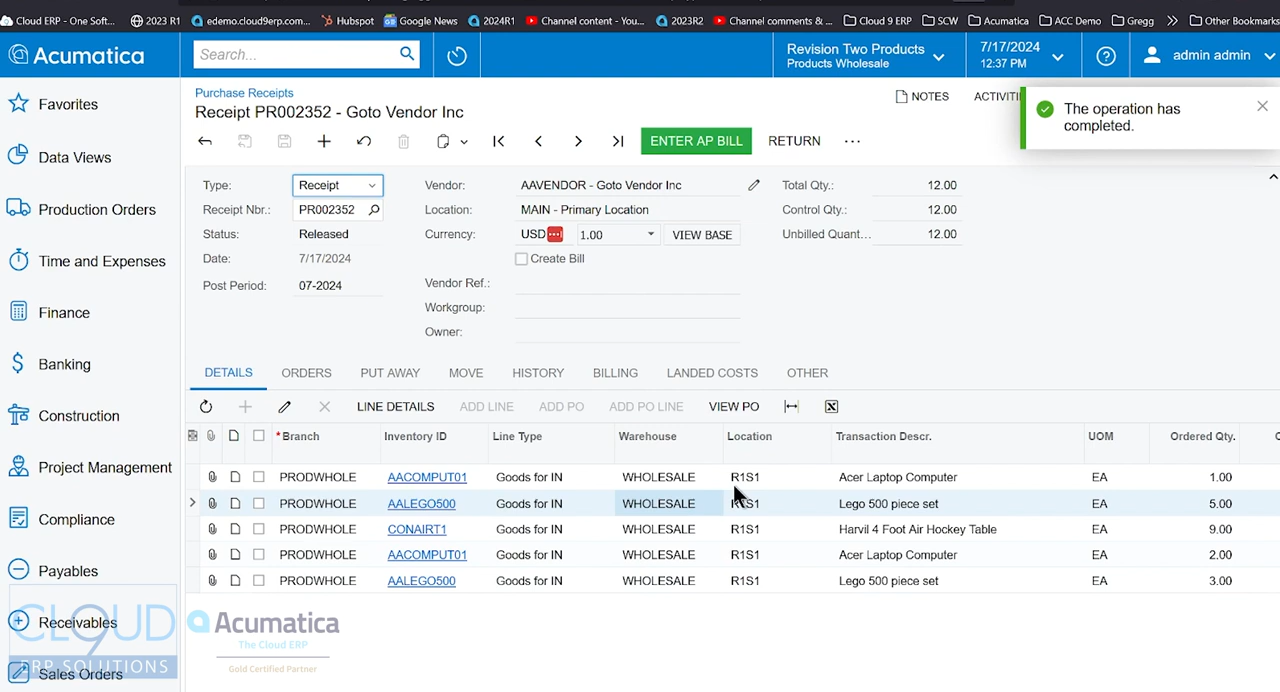 Cloud ERP - One Soft... 2023 R1 edemo.cloud9erp.com... Hubspot Google News 2024R1 Channel content - You... 2023R2 Channel comments & ... Cloud 9 ERP SCW Acumatica ACC Demo Gregg Other Bookmarks
Acumatica Search... Revision Two Products 7/17/2024 admin admin
Products Wholesale 12:37 PM
Favorites
Data Views
Production Orders
Time and Expenses
Finance
Banking
Construction
Project Management
Compliance
Payables
Receivables
Sales Orders
CLOUD 9
ERP SOLUTIONS
Purchase Receipts
Receipt PR002352 - Goto Vendor Inc
NOTES ACTIVITI
The operation has
completed.
ENTER AP BILL RETURN ...
Type: Receipt Vendor: AAVENDOR - Goto Vendor Inc Total Qty.: 12.00
Receipt Nbr.: PR002352 Location: MAIN - Primary Location Control Qty.: 12.00
Status: Released Currency: USD 1.00 VIEW BASE Unbilled Quant... 12.00
Date: 7/17/2024 Create Bill
Post Period: 07-2024 Vendor Ref.:
Workgroup:
Owner:
DETAILS ORDERS PUT AWAY MOVE HISTORY BILLING LANDED COSTS OTHER
LINE DETAILS ADD LINE ADD PO ADD PO LINE VIEW PO
*Branch Inventory ID Line Type Warehouse Location Transaction Descr. UOM Ordered Qty.
PRODWHOLE AACOMPUT01 Goods for IN WHOLESALE R1S1 Acer Laptop Computer EA 1.00
PRODWHOLE AALEGO500 Goods for IN WHOLESALE R1S1 Lego 500 piece set EA 5.00
PRODWHOLE CONAIRT1 Goods for IN WHOLESALE R1S1 Harvil 4 Foot Air Hockey Table EA 9.00
PRODWHOLE AACOMPUT01 Goods for IN WHOLESALE R1S1 Acer Laptop Computer EA 2.00
PRODWHOLE AALEGO500 Goods for IN WHOLESALE R1S1 Lego 500 piece set EA 3.00
Acumatica
The Cloud ERP
Gold Certified Partner